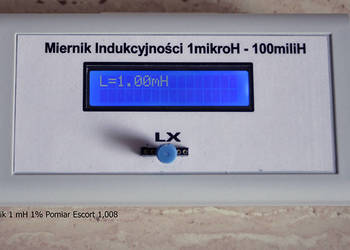 Miernik Indukcyjności 1mikroH - 100miliH
L=1.00mH
LX
ik 1 mH 1% Pomiar Escort 1,008